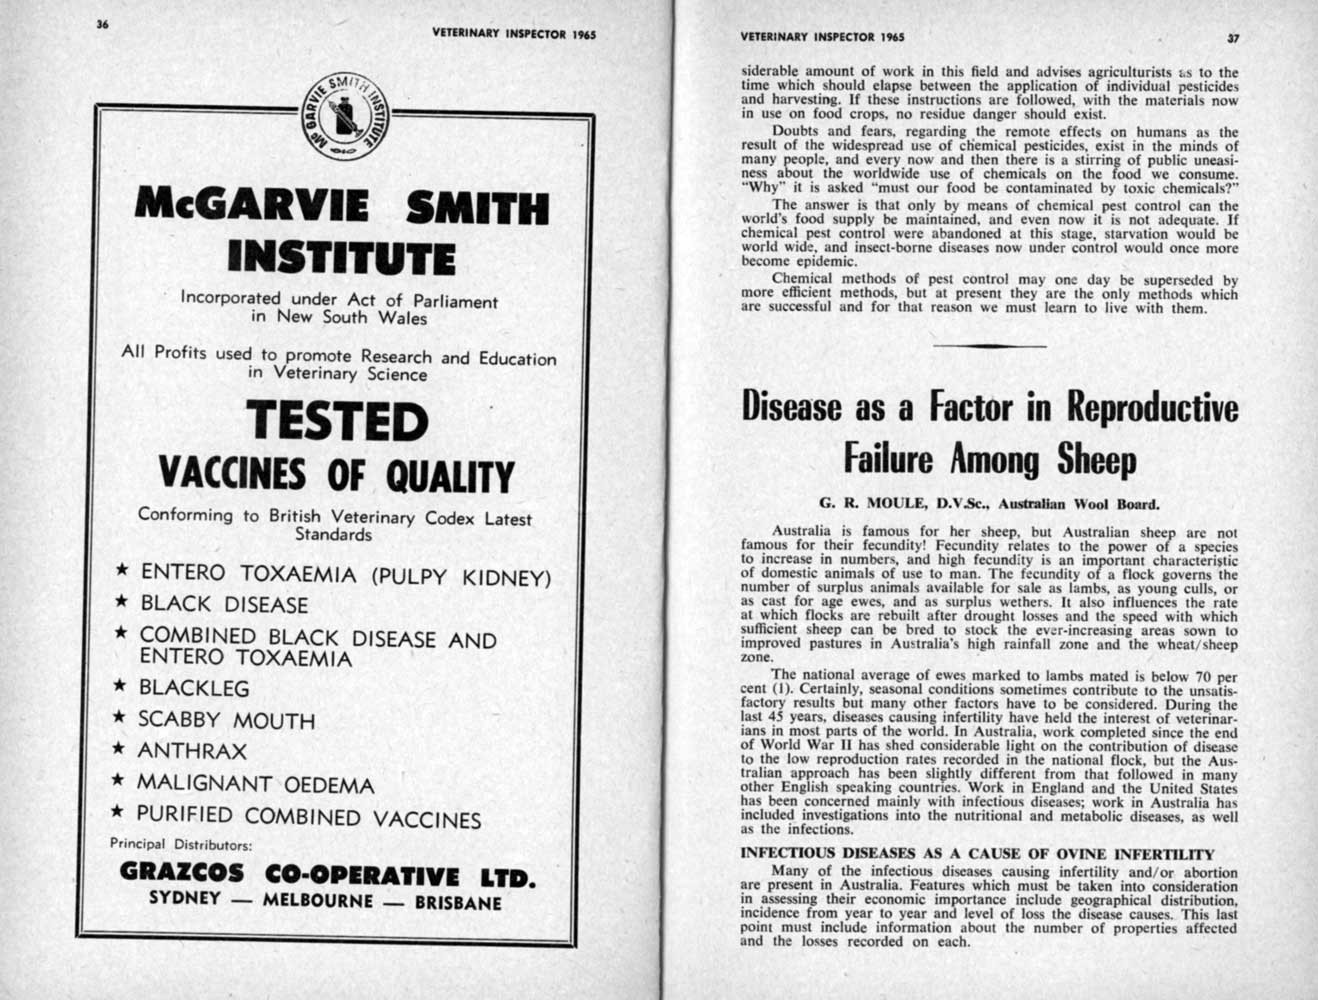 36
VETERINARY INSPECTOR 1965
McGARVIE SMITH INSTITUTE
McGARVIE SMITH
INSTITUTE
Incorporated under Act of Parliament
in New South Wales
All Profits used to promote Research and Education
in Veterinary Science
TESTED
VACCINES OF QUALITY
Conforming to British Veterinary Codex Latest
Standards
★ ENTERO TOXAEMIA (PULPY KIDNEY)
★ BLACK DISEASE
★ COMBINED BLACK DISEASE AND
ENTERO TOXAEMIA
★ BLACKLEG
★ SCABBY MOUTH
★ ANTHRAX
★ MALIGNANT OEDEMA
★ PURIFIED COMBINED VACCINES
Principal Distributors:
GRAZCOS CO-OPERATIVE LTD.
SYDNEY — MELBOURNE — BRISBANE
VETERINARY INSPECTOR 1965
37
siderable amount of work in this field and advises agriculturists as to the
time which should elapse between the application of individual pesticides
and harvesting. If these instructions are followed, with the materials now
in use on food crops, no residue danger should exist.
Doubts and fears, regarding the remote effects on humans as the
result of the widespread use of chemical pesticides, exist in the minds of
many people, and every now and then there is a stirring of public uneasi-
ness about the worldwide use of chemicals on the food we consume.
“Why” it is asked “must our food be contaminated by toxic chemicals?”
The answer is that only by means of chemical pest control can the
world's food supply be maintained, and even now it is not adequate. If
chemical pest control were abandoned at this stage, starvation would be
world wide, and insect-borne diseases now under control would once more
become epidemic.
Chemical methods of pest control may one day be superseded by
more efficient methods, but at present they are the only methods which
are successful and for that reason we must learn to live with them.
Disease as a Factor in Reproductive
Failure Among Sheep
G. R. MOULE, D.V.Sc., Australian Wool Board.
Australia is famous for her sheep, but Australian sheep are not
famous for their fecundity! Fecundity relates to the power of a species
to increase in numbers, and high fecundity is an important characteristic
of domestic animals of use to man. The fecundity of a flock governs the
number of surplus animals available for sale as lambs, as young culls, or
as cast for age ewes, and as surplus wethers. It also influences the rate
at which flocks are rebuilt after drought losses and the speed with which
sufficient sheep can be bred to stock the ever-increasing areas sown to
improved pastures in Australia's high rainfall zone and the wheat/sheep
zone.
The national average of ewes marked to lambs mated is below 70 per
cent (1). Certainly, seasonal conditions sometimes contribute to the unsatis-
factory results but many other factors have to be considered. During the
last 45 years, diseases causing infertility have held the interest of veterinar-
ians in most parts of the world. In Australia, work completed since the end
of World War II has shed considerable light on the contribution of disease
to the low reproduction rates recorded in the national flock, but the Aus-
tralian approach has been slightly different from that followed in many
other English speaking countries. Work in England and the United States
has been concerned mainly with infectious diseases; work in Australia has
included investigations into the nutritional and metabolic diseases, as well
as the infections.
INFECTIOUS DISEASES AS A CAUSE OF OVINE INFERTILITY
Many of the infectious diseases causing infertility and/or abortion
are present in Australia. Features which must be taken into consideration
in assessing their economic importance include geographical distribution,
incidence from year to year and level of loss the disease causes. This last
point must include information about the number of properties affected
and the losses recorded on each.